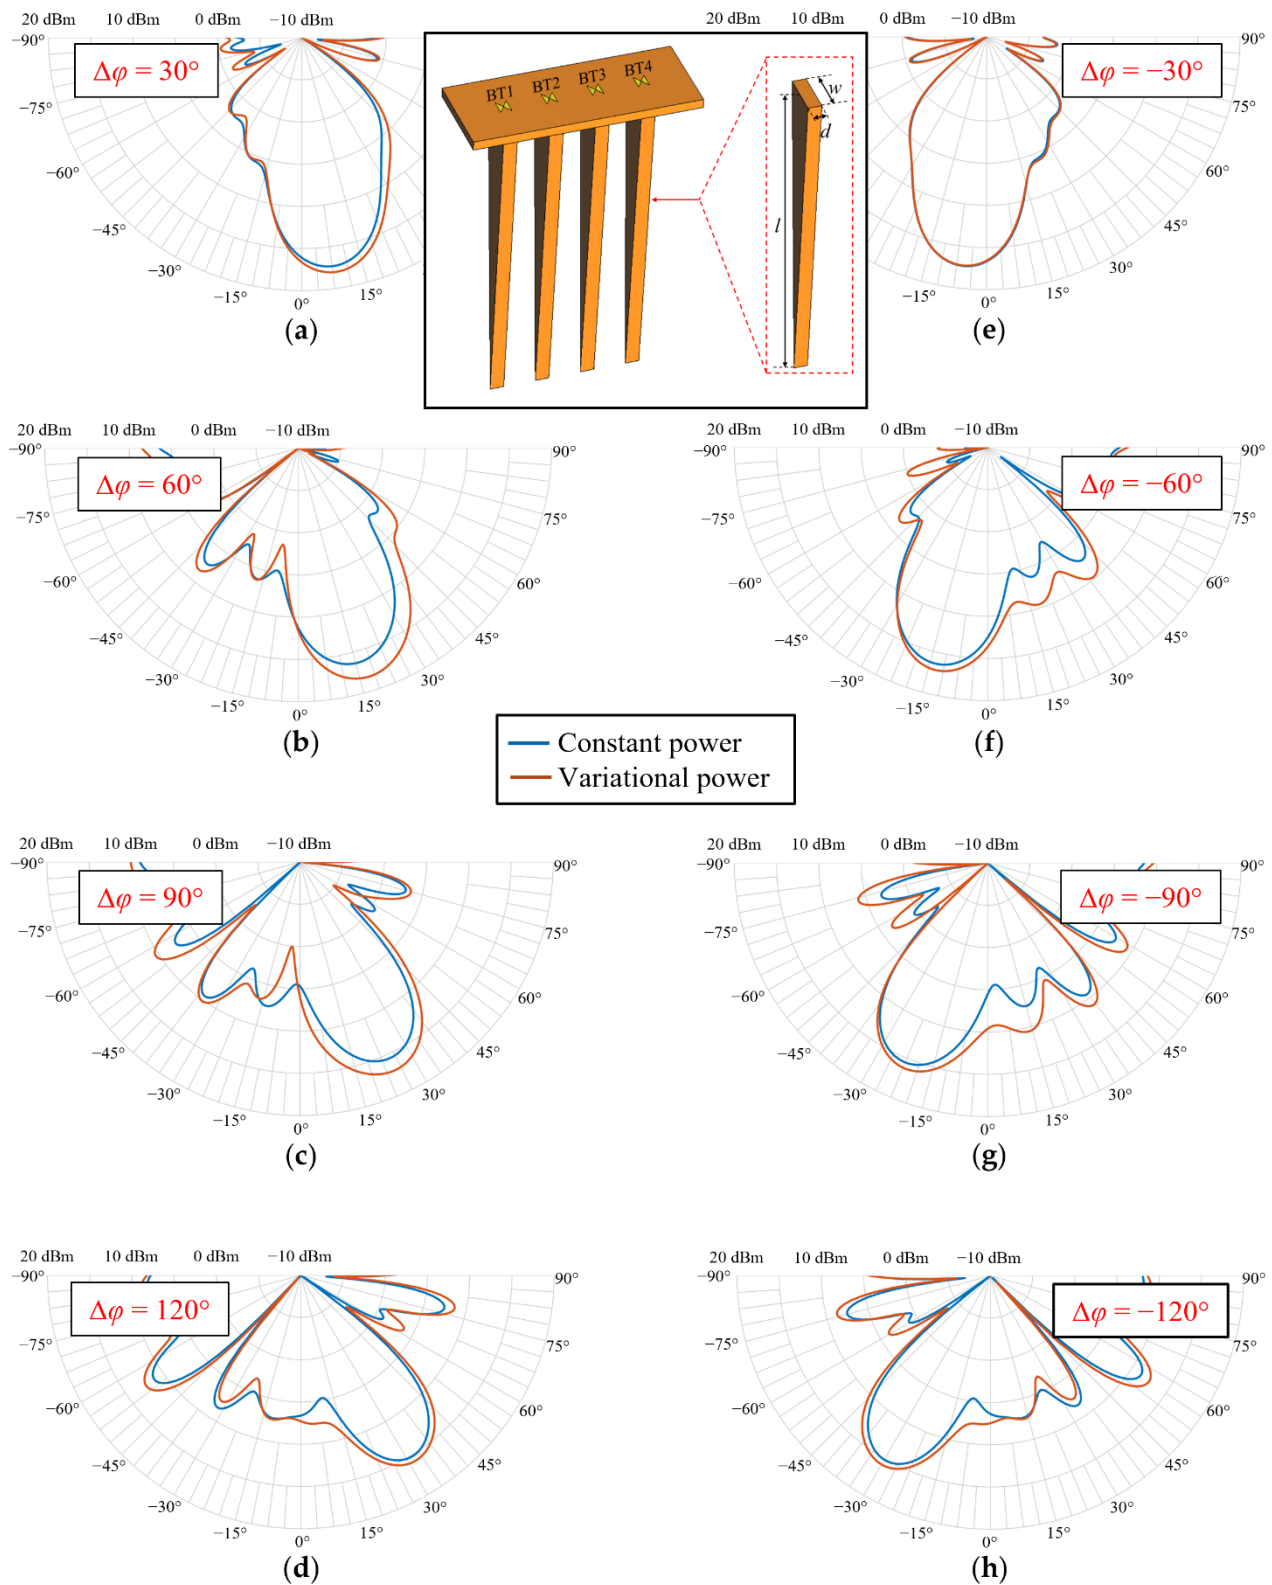 20 dBm 10 dBm 0 dBm −10 dBm
−90°
Δφ = 30°
−75°
−60°
−45°
−30°
−15°
0°
15°
(a)
BT1 BT2 BT3 BT4
w
d
l
20 dBm 10 dBm 0 dBm −10 dBm
90°
Δφ = −30°
75°
60°
45°
30°
15°
0°
−15°
(e)
20 dBm 10 dBm 0 dBm −10 dBm
−90° 90°
Δφ = 60°
−75° 75°
−60° 60°
−45° 45°
−30° 30°
−15° 15°
0°
(b)
20 dBm 10 dBm 0 dBm −10 dBm
−90° 90°
Δφ = −60°
−75° 75°
−60° 60°
−45° 45°
−30° 30°
−15° 15°
0°
(f)
Constant power
Variational power
20 dBm 10 dBm 0 dBm −10 dBm
−90° 90°
Δφ = 90°
−75° 75°
−60° 60°
−45° 45°
−30° 30°
−15° 15°
0°
(c)
20 dBm 10 dBm 0 dBm −10 dBm
−90° 90°
Δφ = −90°
−75° 75°
−60° 60°
−45° 45°
−30° 30°
−15° 15°
0°
(g)
20 dBm 10 dBm 0 dBm −10 dBm
−90° 90°
Δφ = 120°
−75° 75°
−60° 60°
−45° 45°
−30° 30°
−15° 15°
0°
(d)
20 dBm 10 dBm 0 dBm −10 dBm
−90° 90°
Δφ = −120°
−75° 75°
−60° 60°
−45° 45°
−30° 30°
−15° 15°
0°
(h)